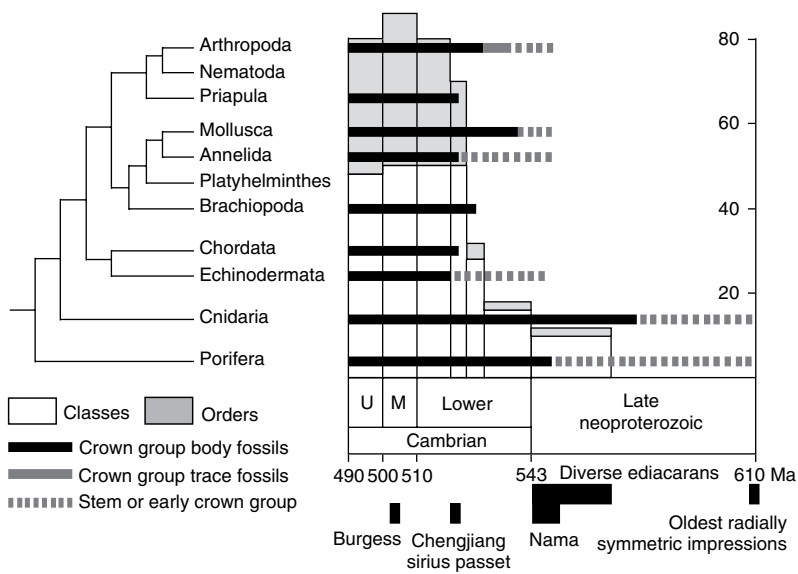 Arthropoda
Nematoda
Priapula
Mollusca
Annelida
Platyhelminthes
Brachiopoda
Chordata
Echinodermata
Cnidaria
Porifera
80
60
40
20
Classes Orders
Crown group body fossils
Crown group trace fossils
Stem or early crown group
U M Lower
Late
neoproterozoic
Cambrian
490 500 510 543 610 Ma
Diverse ediacarans
Burgess
Chengjiang
sirius passet
Nama
Oldest radially
symmetric impressions